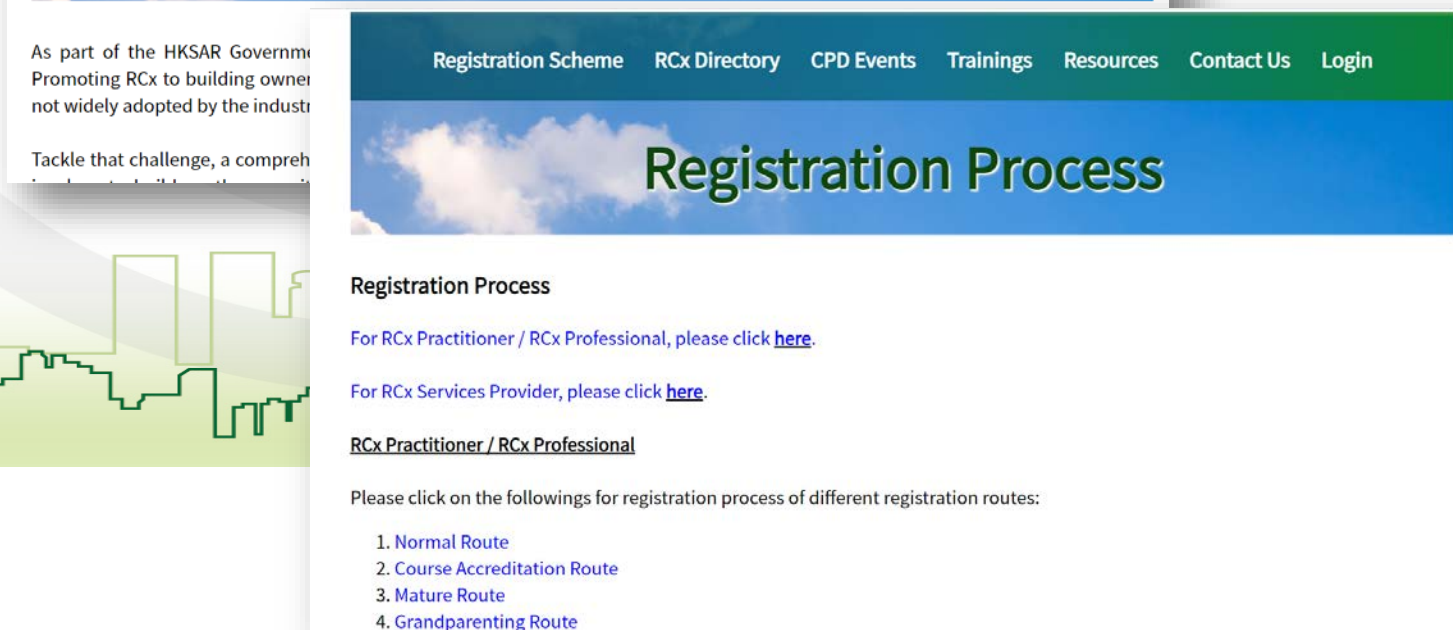 As part of the HKSAR
Promoting RCx to building
not widely adopted by the
Tackle that challenge, a
Registration Scheme RCx Directory CPD Events Trainings Resources Contact Us Login
Registration Process
Registration Process
For RCx Practitioner / RCx Professional, please click here.
For RCx Services Provider, please click here.
RCx Practitioner / RCx Professional
Please click on the followings for registration process of different registration routes:
1. Normal Route
2. Course Accreditation Route
3. Mature Route
4. Grandparenting Route